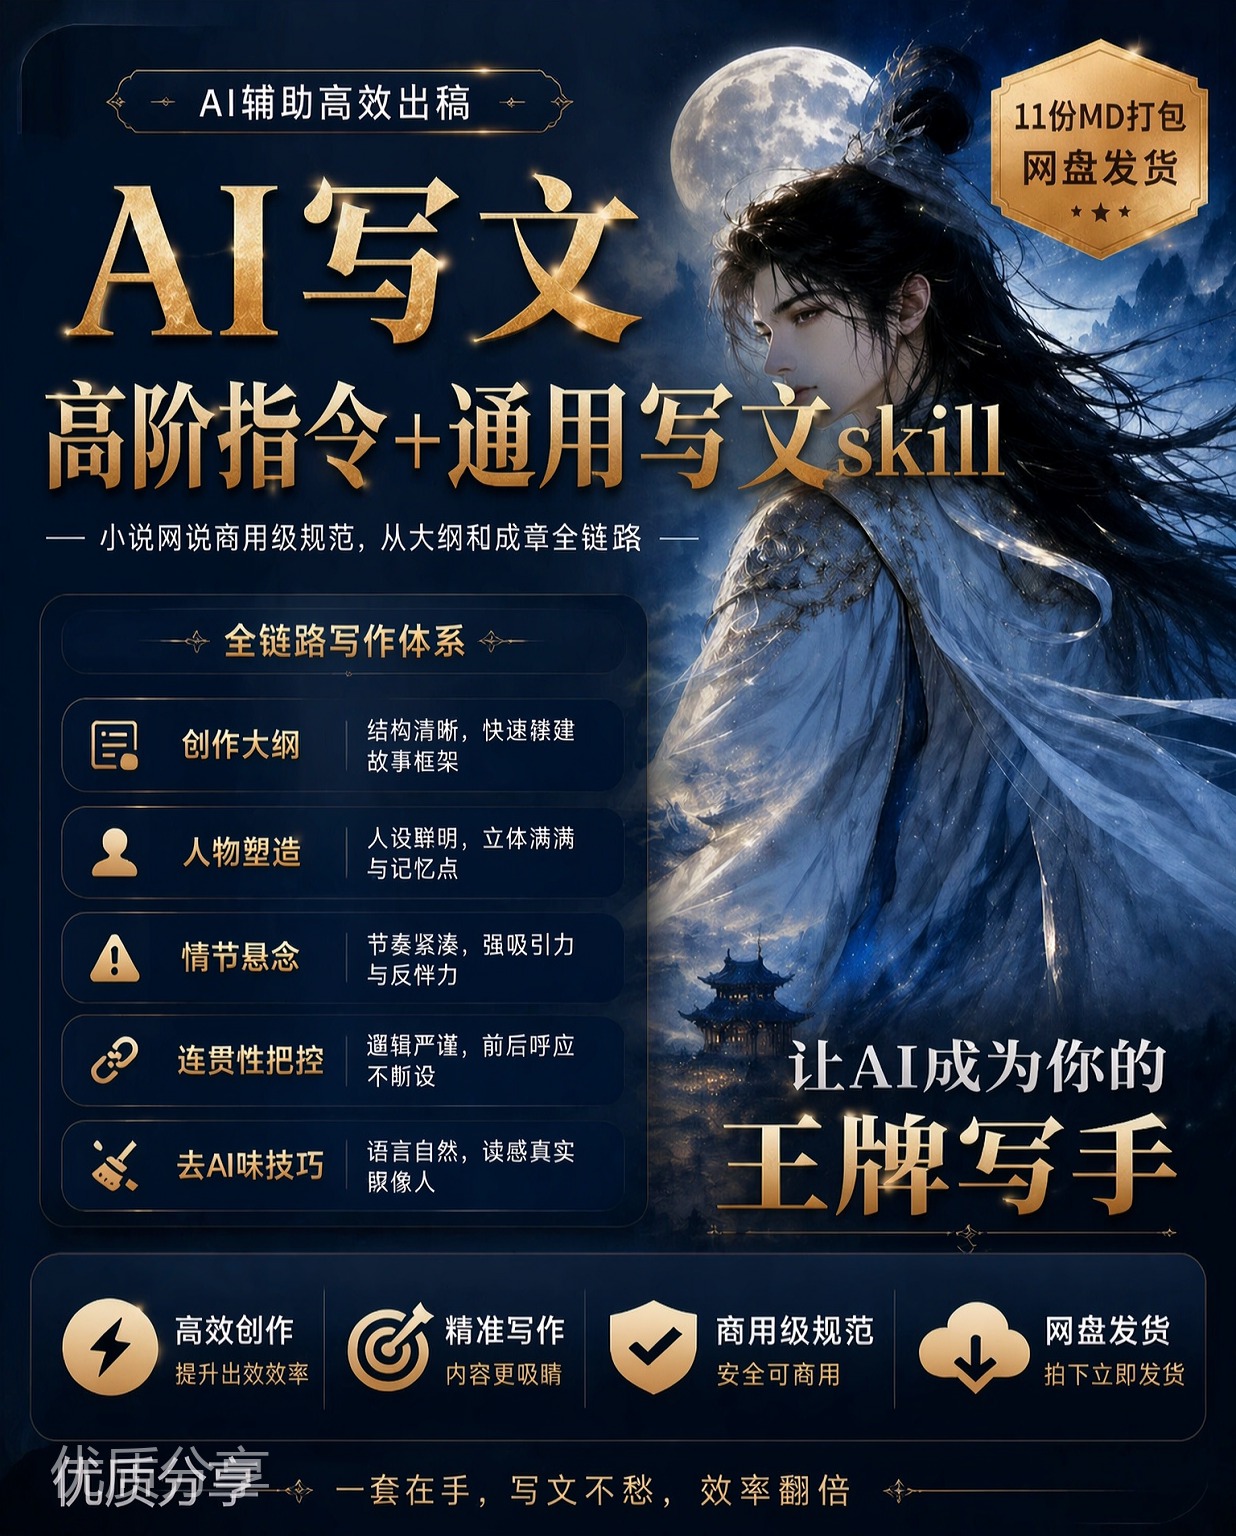 AI辅助高效出稿
11份MD打包
网盘发货
AI写文
高阶指令+通用写文skill
小说网说商用级规范，从大纲和成章全链路
全链路写作体系
创作大纲
结构清晰，快速建
故事框架
人物塑造
人设明，立体满满
与记忆点
情节悬念
节奏紧凑，强吸引力
与反力
连贯性把控
逻辑严谨，前后呼应
不设
去AI味技巧
语言自然，读感真实
像人
让AI成为你的
王牌写手
高效创作
提升出效效率
精准写作
内容更吸睛
商用级规范
安全可商用
网盘发货
拍下立即发货
优质分享
优质分享
一套在手，写文不愁，效率翻倍